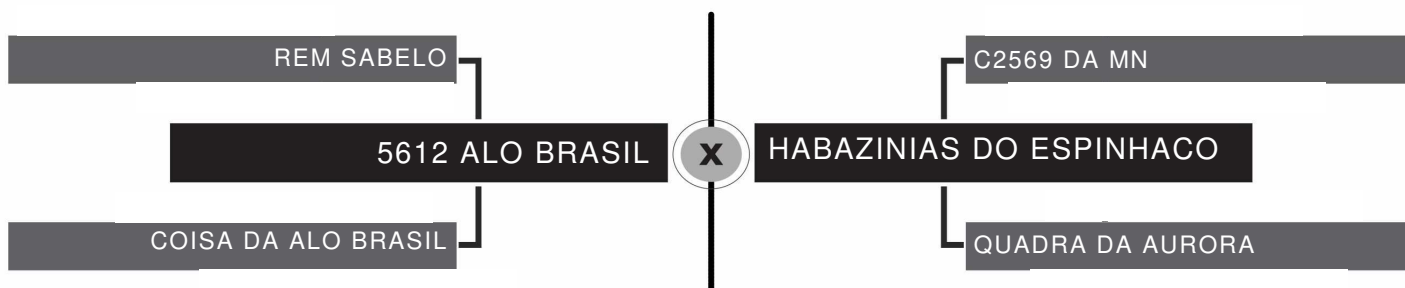 REM SABELO
C2569 DA MN
5612 ALO BRASIL
X
HABAZINIAS DO ESPINHACO
COISA DA ALO BRASIL
QUADRA DA AURORA